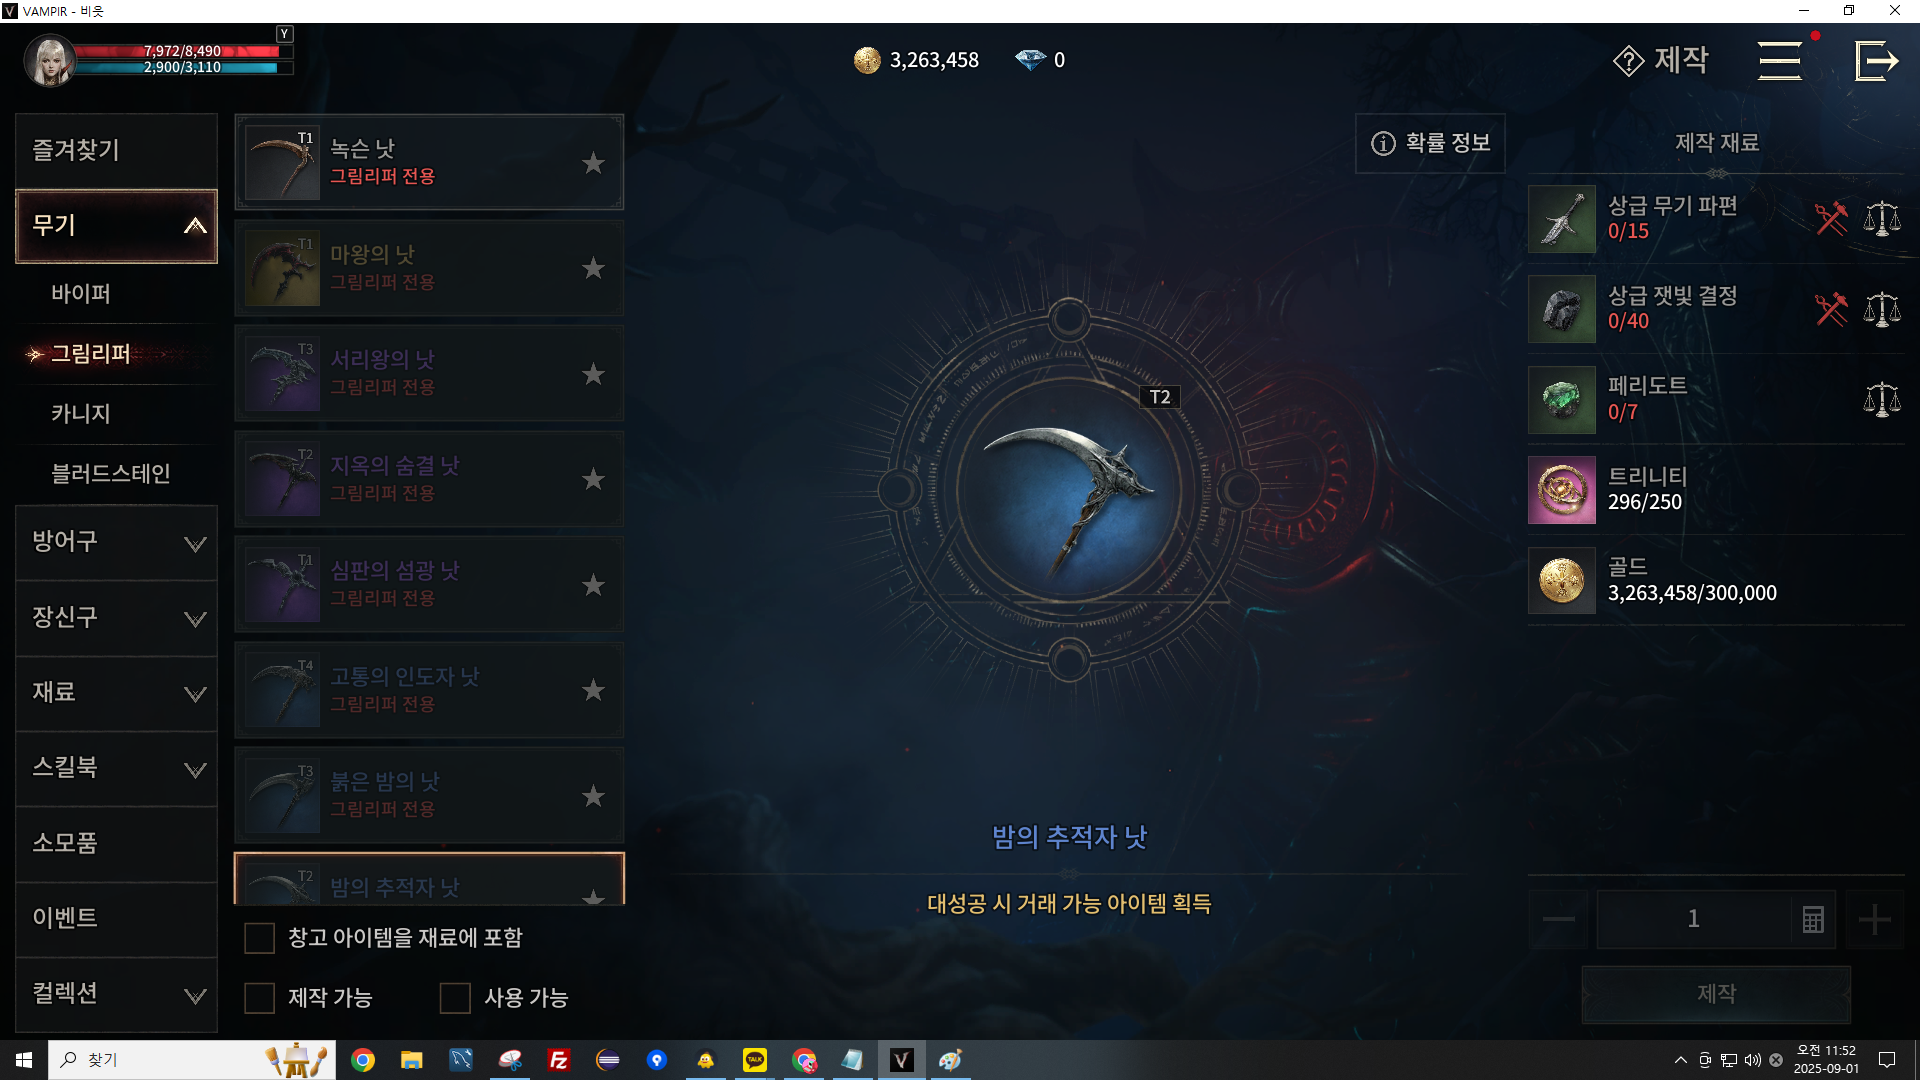 VAMPIR - 비옷
7,972/8,490
2,900/3,110
Y
3,263,458
0
제작
즐겨찾기
무기
바이퍼
그림리퍼
카니지
블러드스테인
방어구
장신구
재료
스킬북
소모품
이벤트
컬렉션
T1
녹슨 낫
그림리퍼 전용
T1
마왕의 낫
그림리퍼 전용
T3
서리왕의 낫
그림리퍼 전용
T2
지옥의 숨결 낫
그림리퍼 전용
T1
심판의 섬광 낫
그림리퍼 전용
T4
고통의 인도자 낫
그림리퍼 전용
T3
붉은 밤의 낫
그림리퍼 전용
T2
밤의 추적자 낫
창고 아이템을 재료에 포함
제작 가능
사용 가능
확률 정보
T2
밤의 추적자 낫
대성공 시 거래 가능 아이템 획득
제작 재료
상급 무기 파편
0/15
상급 잿빛 결정
0/40
페리도트
0/7
트리니티
296/250
골드
3,263,458/300,000
1
제작
찾기
TALK
오전 11:52
2025-09-01